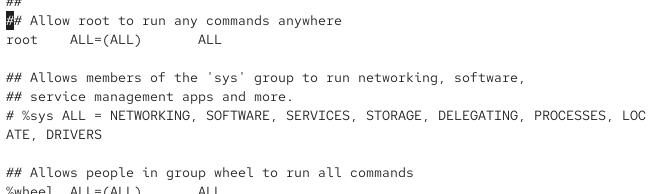 ##
## Allow root to run any commands anywhere
root    ALL=(ALL)       ALL

## Allows members of the 'sys' group to run networking, software,
## service management apps and more.
# %sys ALL = NETWORKING, SOFTWARE, SERVICES, STORAGE, DELEGATING, PROCESSES, LOC
ATE, DRIVERS

## Allows people in group wheel to run all commands
%wheel  ALL=(ALL)       ALL